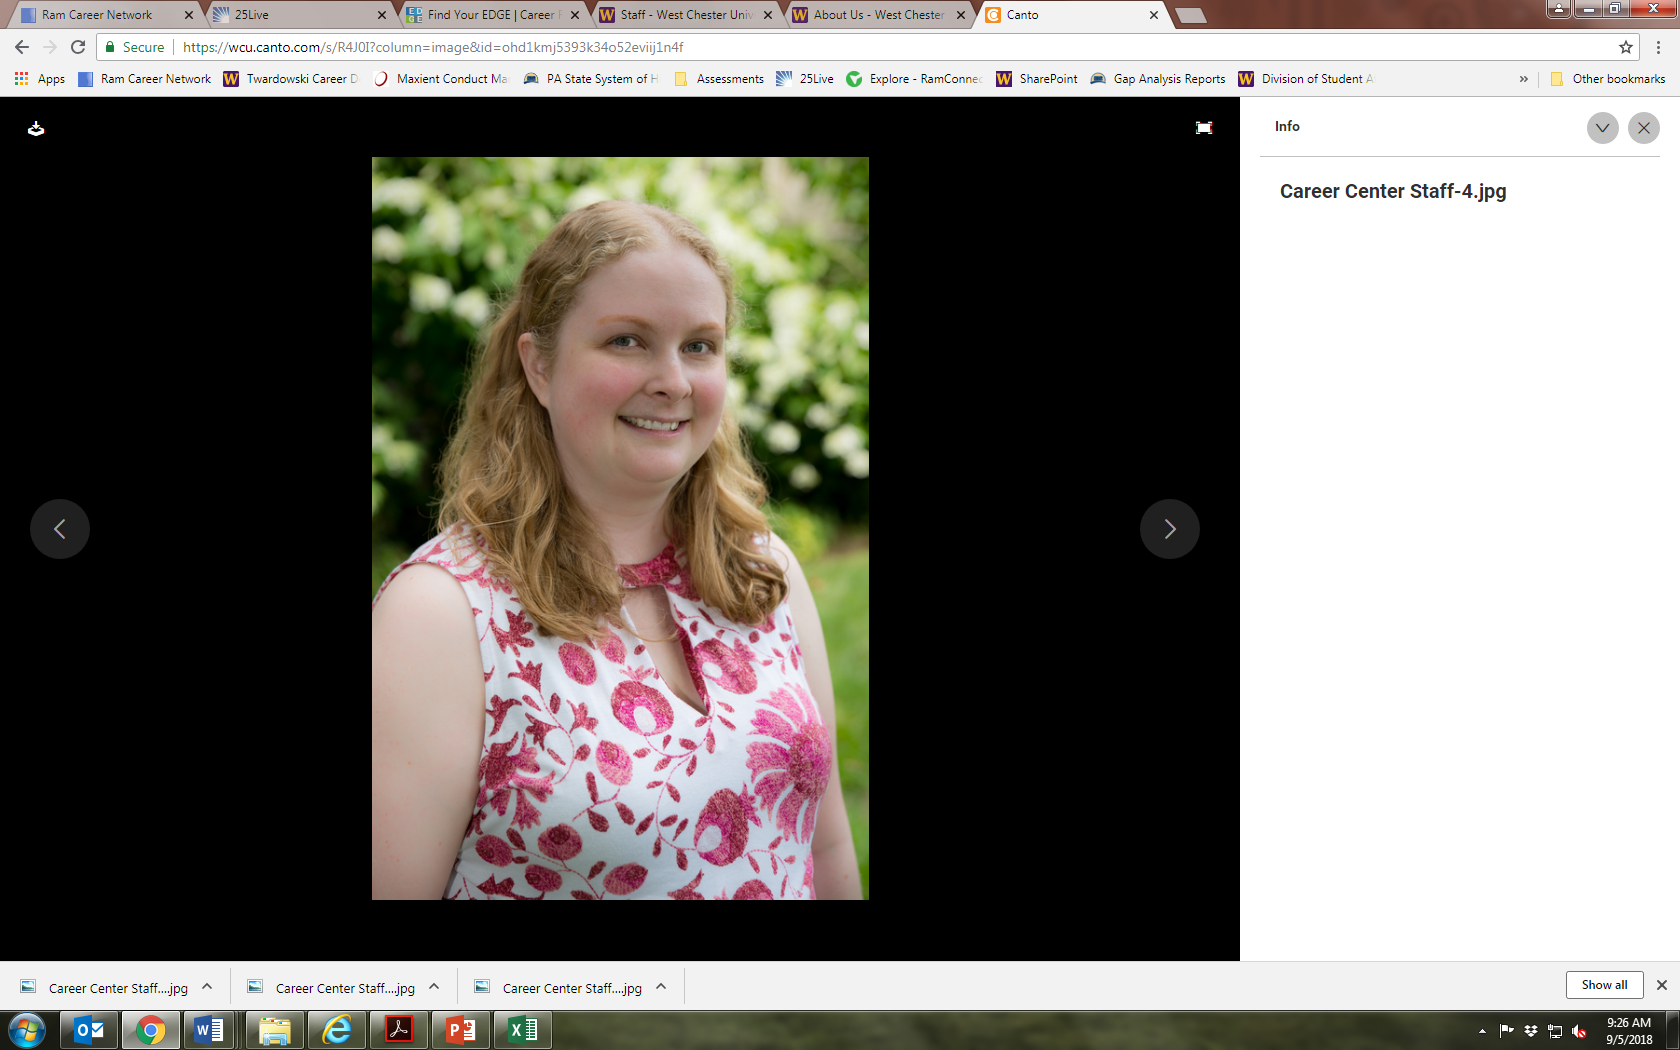 Ram Career Network
25Live
Find Your EDGE | Career
Staff - West Chester Univ
About Us - West Chester
Canto
Secure
https://wcu.canto.com/s/R4J0I?column=image&id=ohd1kmj5393k34o52eviij1n4f
Apps
Ram Career Network
Twardowski Career D
Maxient Conduct Ma
PA State System of H
Assessments
25Live
Explore - RamConnec
SharePoint
Gap Analysis Reports
Division of Student A
Other bookmarks
Info
Career Center Staff-4.jpg
Career Center Staff....jpg
Career Center Staff....jpg
Career Center Staff....jpg
Show all
9:26 AM
9/5/2018